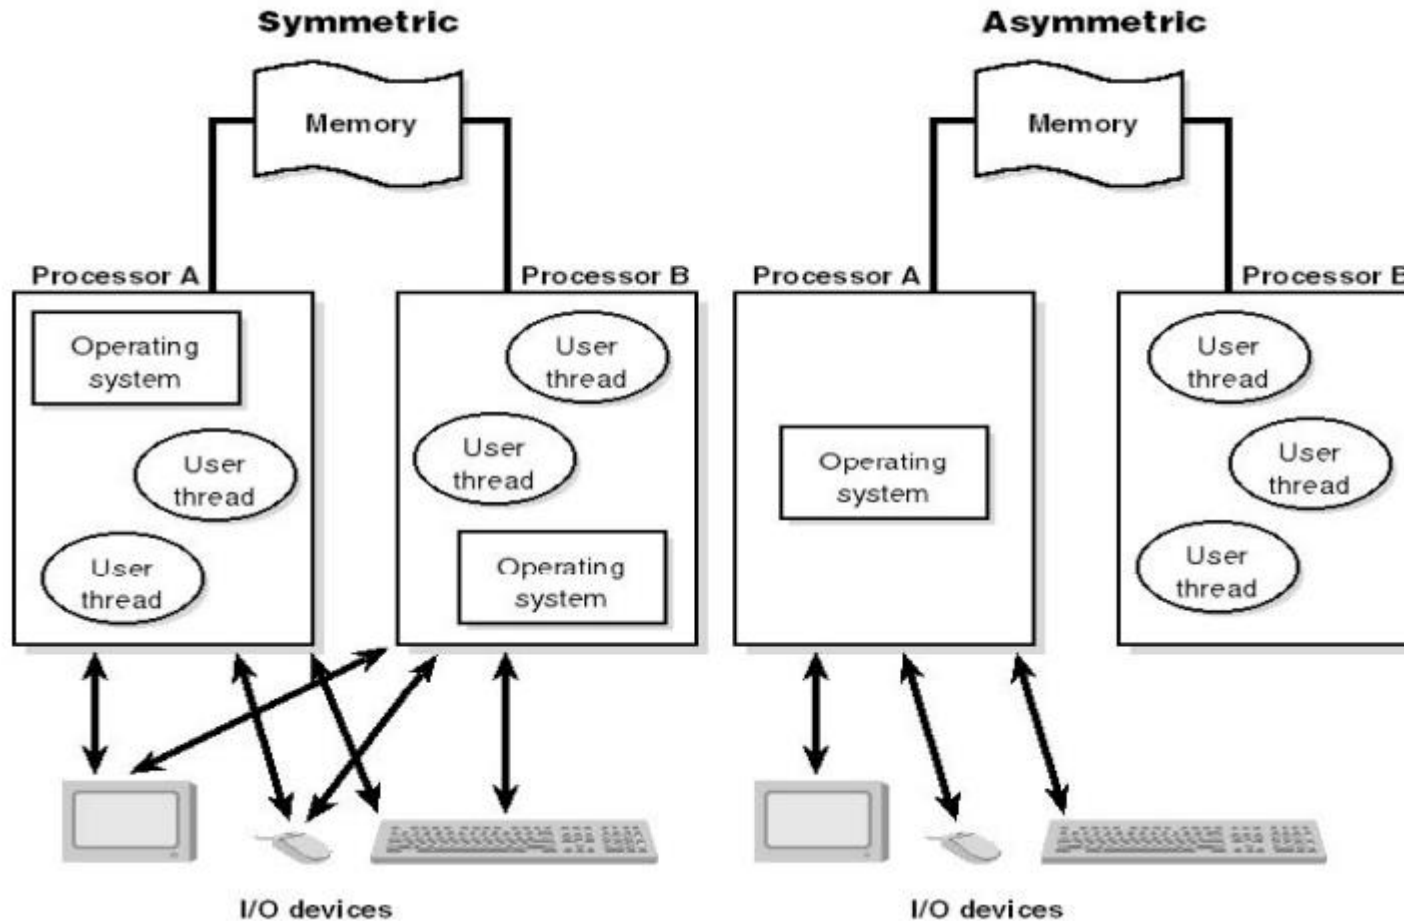 Symmetric
Memory
Processor A
Processor B
Operating
system
User
thread
User
thread
User
thread
User
thread
Operating
system
I/O devices
Asymmetric
Memory
Processor A
Processor B
Operating
system
User
thread
User
thread
User
thread
I/O devices